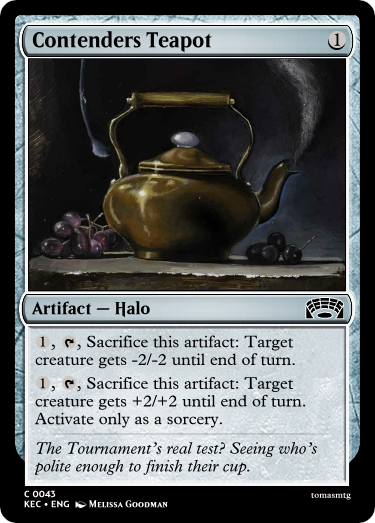 Contenders Teapot 1
Artifact — Halo
1, Sacrifice this artifact: Target
creature gets -2/-2 until end of turn.
1, Sacrifice this artifact: Target
creature gets +2/+2 until end of turn.
Activate only as a sorcery.
The Tournament's real test? Seeing who's
polite enough to finish their cup.
C 0043
KEC • ENG Melissa Goodman
tomasmtg